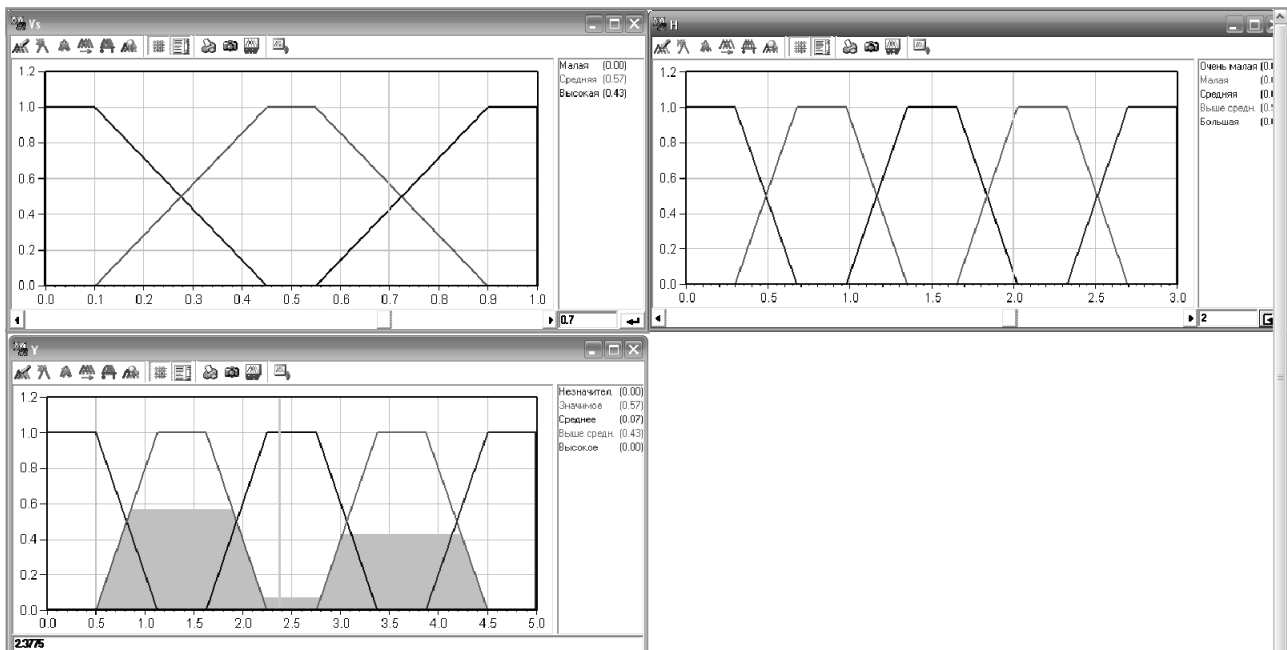 Vs
Малая (0.00)
Средняя (0.57)
Высокая (0.43)
1.2
1.0
0.8
0.6
0.4
0.2
0.0
0.0 0.1 0.2 0.3 0.4 0.5 0.6 0.7 0.8 0.9 1.0
0.7
H
Очень малая (0.
Малая (0.
Средняя (0.
Выше средн. (0.
Большая (0.
1.2
1.0
0.8
0.6
0.4
0.2
0.0
0.0 0.5 1.0 1.5 2.0 2.5 3.0
2
Y
Незначител. (0.00)
Значимое (0.57)
Среднее (0.07)
Выше средн. (0.43)
Высокое (0.00)
1.2
1.0
0.8
0.6
0.4
0.2
0.0
0.0 0.5 1.0 1.5 2.0 2.5 3.0 3.5 4.0 4.5 5.0
2.3775